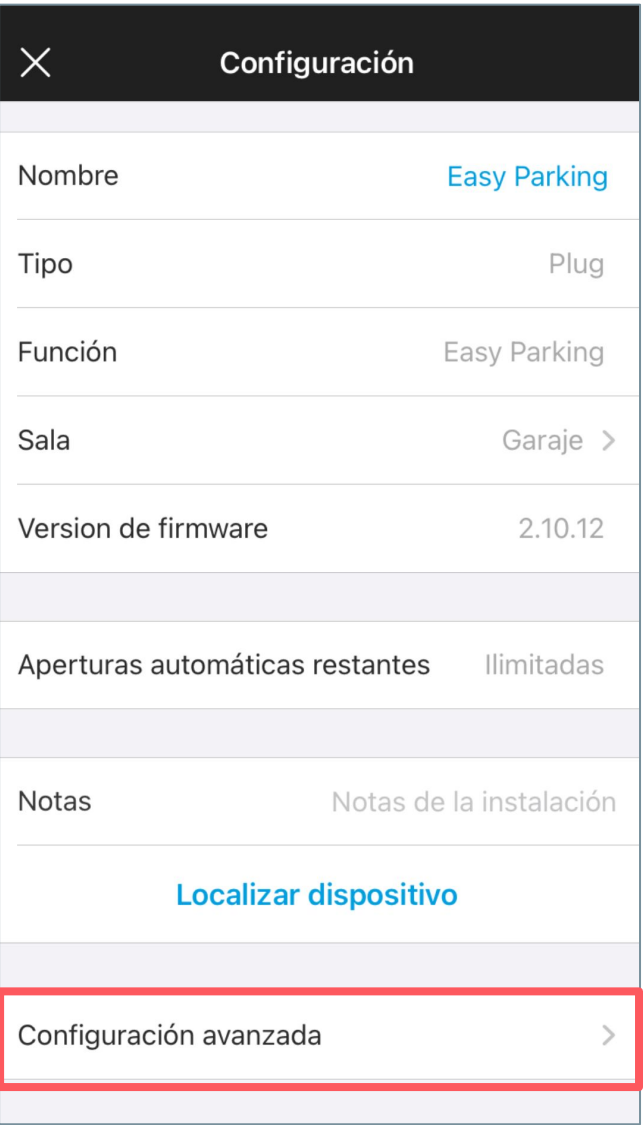 Configuración
Nombre Easy Parking
Tipo Plug
Función Easy Parking
Sala Garaje
Version de firmware 2.10.12
Aperturas automáticas restantes Ilimitadas
Notas Notas de la instalación
Localizar dispositivo
Configuración avanzada